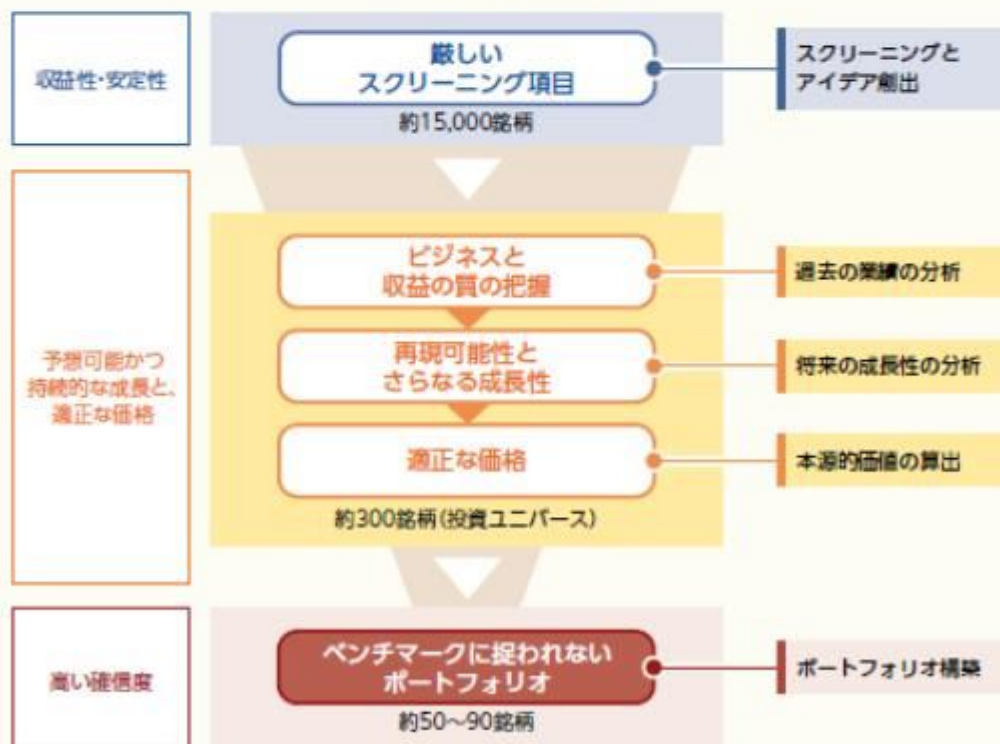 収益性・安定性
厳しい
スクリーニング項目
約15,000銘柄
スクリーニングと
アイデア創出
予想可能かつ
持続的な成長と、
適正な価格
ビジネスと
収益の質の把握
過去の業績の分析
再現可能性と
さらなる成長性
将来の成長性の分析
適正な価格
本源的価値の算出
約300銘柄(投資ユニバース)
高い確信度
ベンチマークに捉われない
ポートフォリオ
約50〜90銘柄
ポートフォリオ構築